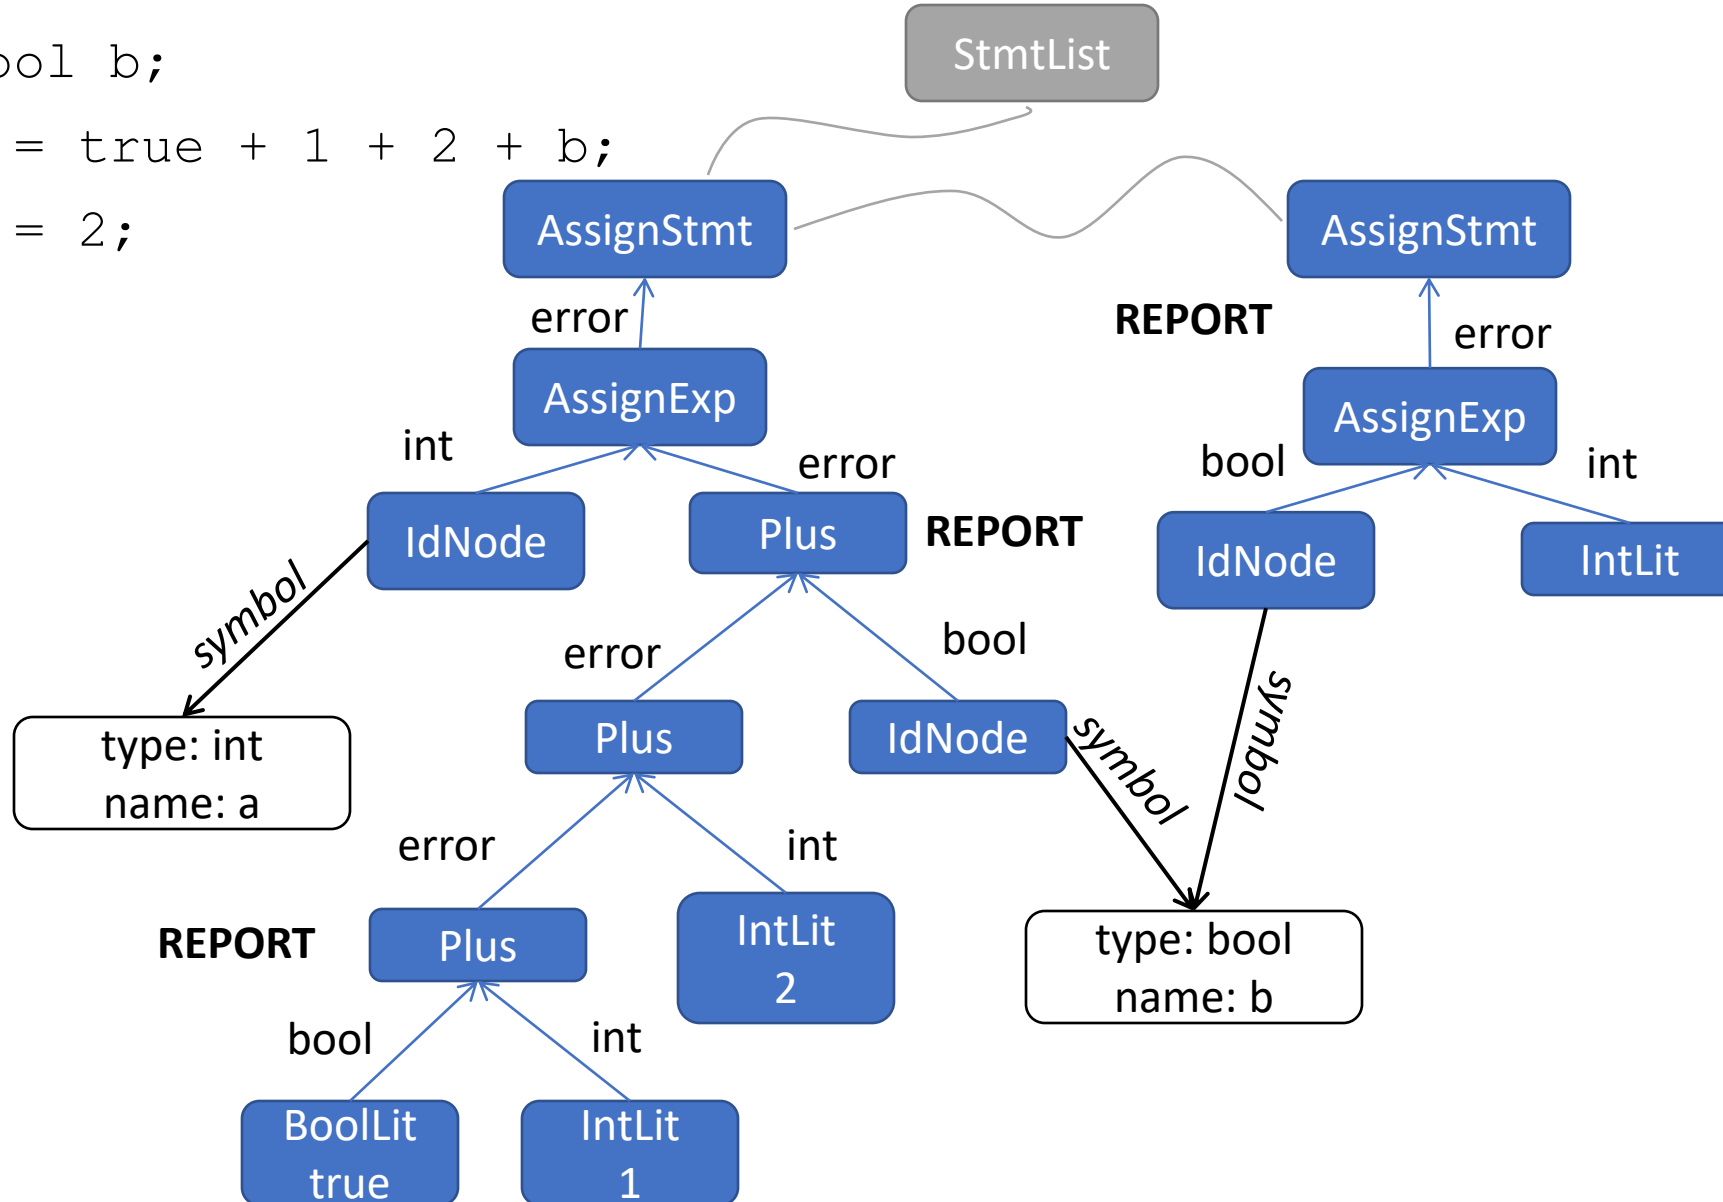 ool b;
= true + 1 + 2 + b;
= 2;
StmtList
AssignStmt
AssignStmt
error
REPORT
error
AssignExp
AssignExp
int
error
bool
int
IdNode
Plus
REPORT
IdNode
IntLit
symbol
error
bool
symbol
type: int
name: a
Plus
IdNode
symbol
error
int
REPORT
Plus
IntLit
2
type: bool
name: b
bool
int
BoolLit
true
IntLit
1